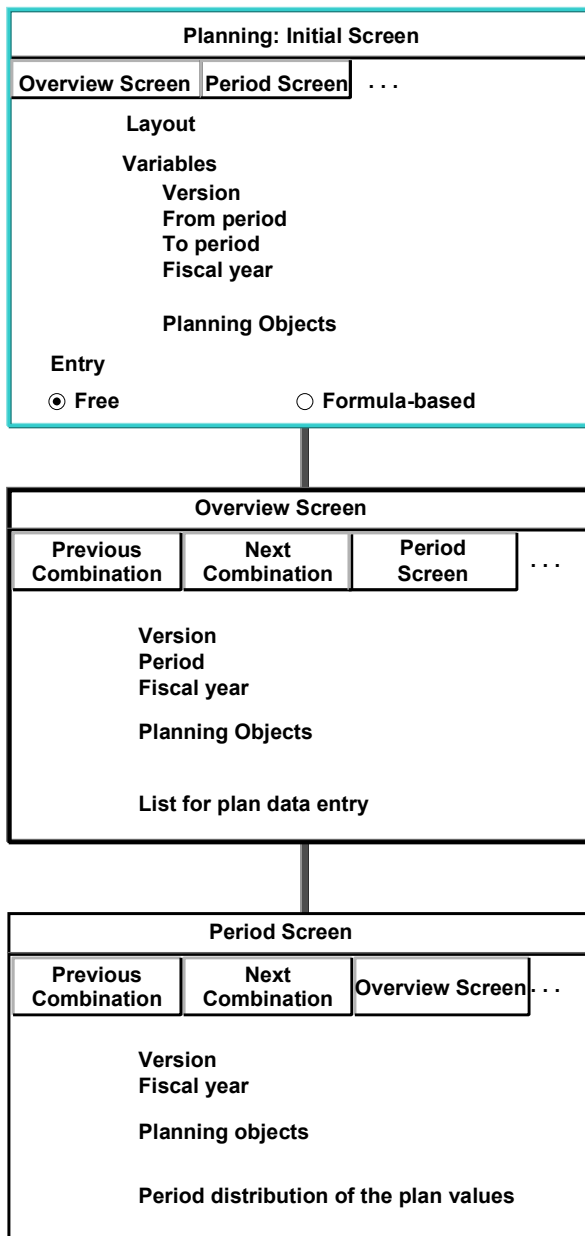 Planning: Initial Screen
Overview Screen Period Screen . . .
Layout
Variables
Version
From period
To period
Fiscal year
Planning Objects
Entry
Free Formula-based
Overview Screen
Previous Combination Next Combination Period Screen . . .
Version
Period
Fiscal year
Planning Objects
List for plan data entry
Period Screen
Previous Combination Next Combination Overview Screen . . .
Version
Fiscal year
Planning objects
Period distribution of the plan values